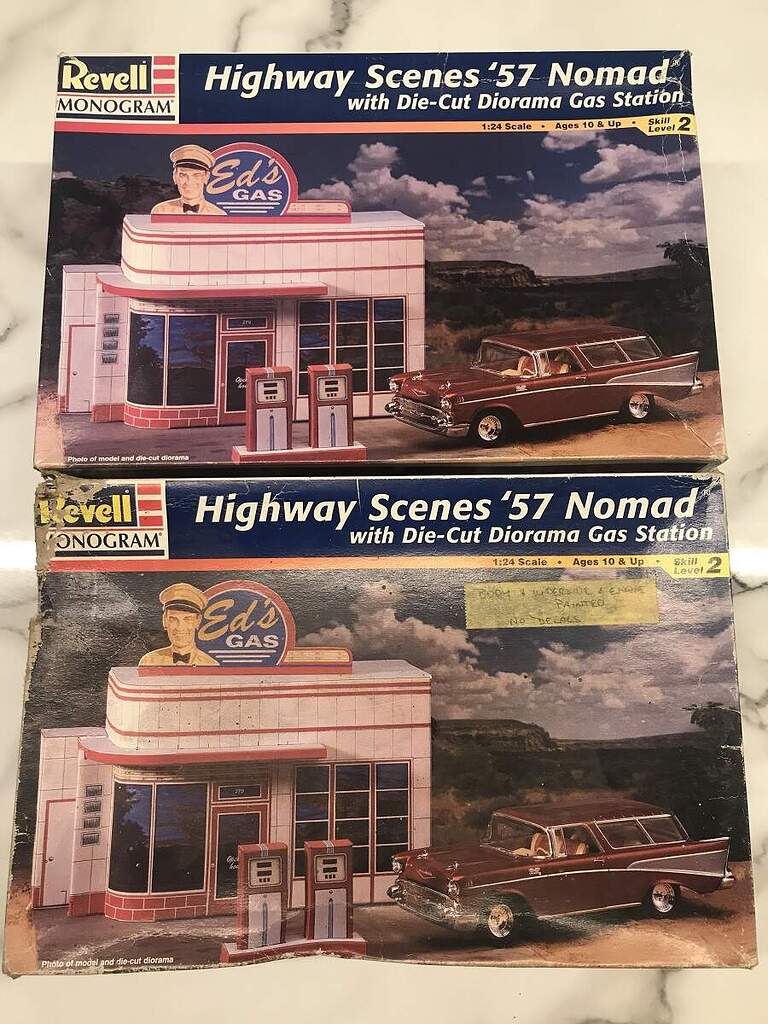 Revell
MONOGRAM®
Highway Scenes '57 Nomad®
with Die-Cut Diorama Gas Station
1:24 Scale • Ages 10 & Up • Skill Level 2
Ed's
GAS
279
Open
Photo of model and die-cut diorama
Revell
MONOGRAM®
Highway Scenes '57 Nomad®
with Die-Cut Diorama Gas Station
1:24 Scale • Ages 10 & Up • Skill Level 2
BODY & UNDERSIDE & ENGINE
PAINTED
NO DECALS
Ed's
GAS
279
Photo of model and die-cut diorama